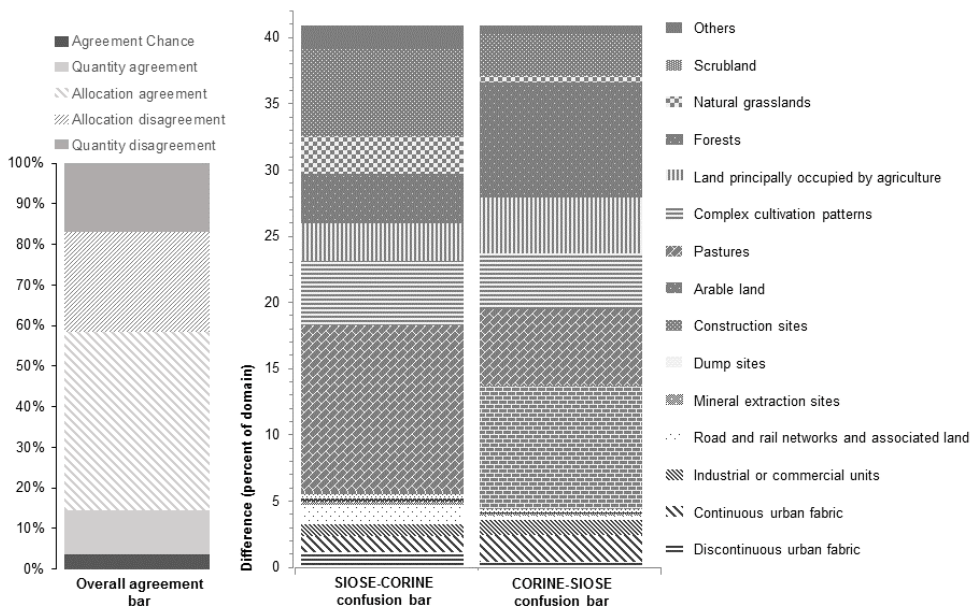 Agreement Chance
Quantity agreement
Allocation agreement
Allocation disagreement
Quantity disagreement
100%
90%
80%
70%
60%
50%
40%
30%
20%
10%
0%
Overall agreement
bar
Difference (percent of domain)
40
35
30
25
20
15
10
5
0
SIOSE-CORINE
confusion bar
CORINE-SIOSE
confusion bar
Others
Scrubland
Natural grasslands
Forests
Land principally occupied by agriculture
Complex cultivation patterns
Pastures
Arable land
Construction sites
Dump sites
Mineral extraction sites
Road and rail networks and associated land
Industrial or commercial units
Continuous urban fabric
Discontinuous urban fabric